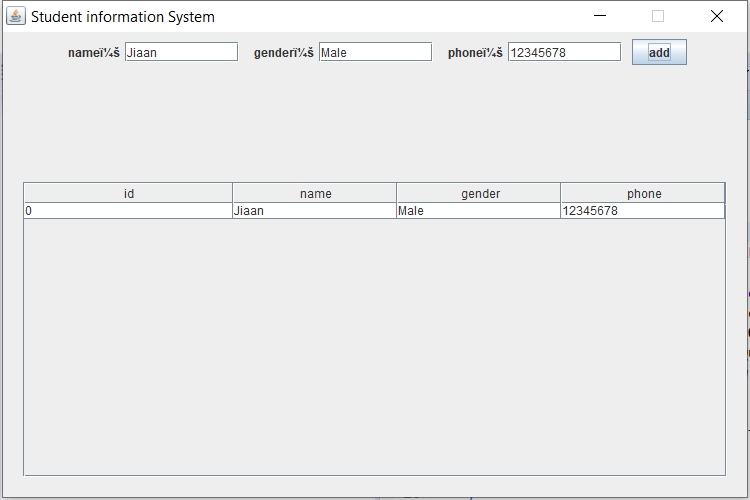 Student information System
nameï¼š Jiaan genderï¼š Male phoneï¼š 12345678 add
id name gender phone
0 Jiaan Male 12345678